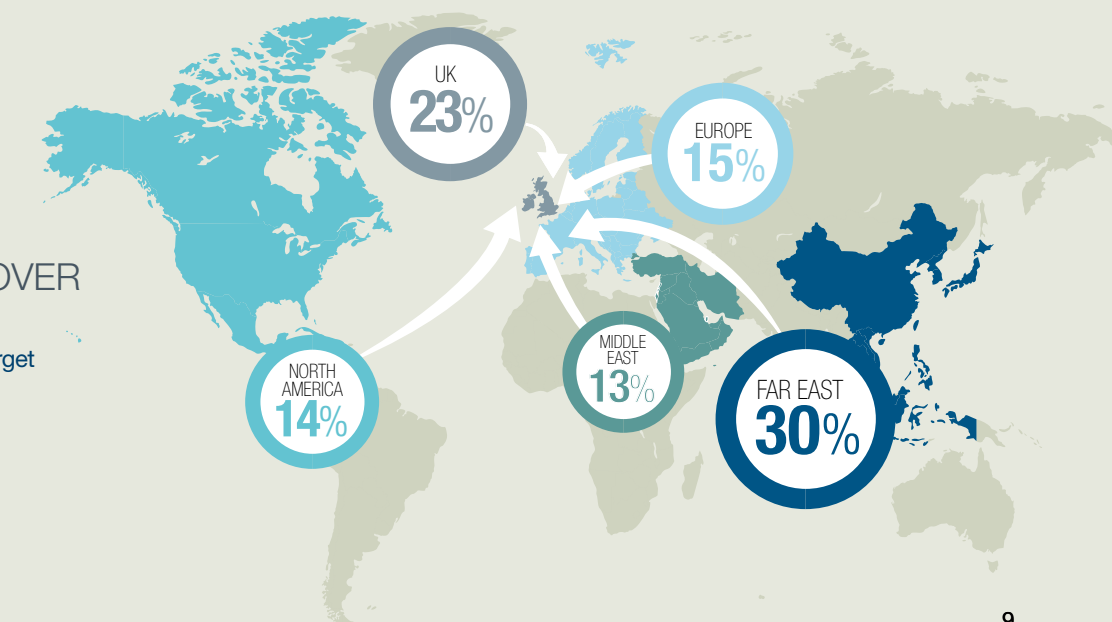 UK
23%
EUROPE
15%
OVER
rget
MIDDLE
EAST
13%
NORTH
AMERICA
14%
FAR EAST
30%
9